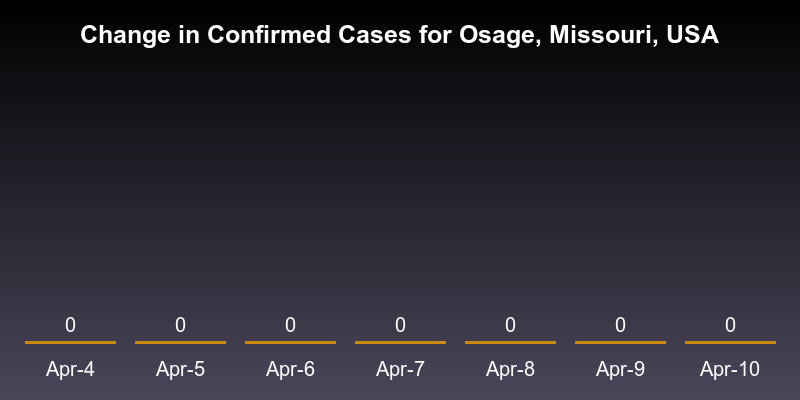 Change in Confirmed Cases for Osage, Missouri, USA
0 0 0 0 0 0 0
Apr-4 Apr-5 Apr-6 Apr-7 Apr-8 Apr-9 Apr-10